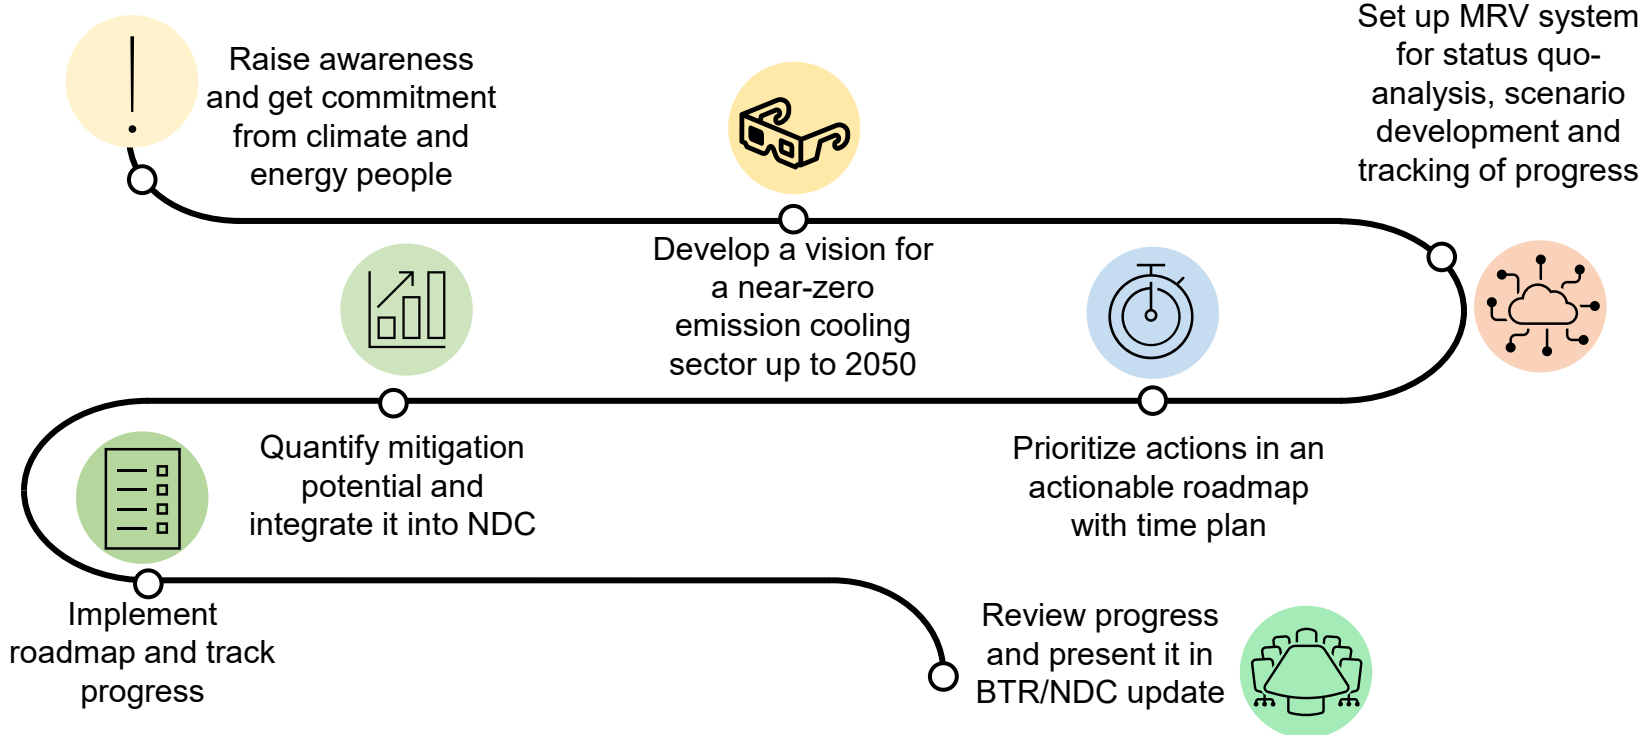 Raise awareness
and get commitment
from climate and
energy people
Develop a vision for
a near-zero
emission cooling
sector up to 2050
Set up MRV system
for status quo-
analysis, scenario
development and
tracking of progress
Prioritize actions in an
actionable roadmap
with time plan
Quantify mitigation
potential and
integrate it into NDC
Implement
roadmap and track
progress
Review progress
and present it in
BTR/NDC update